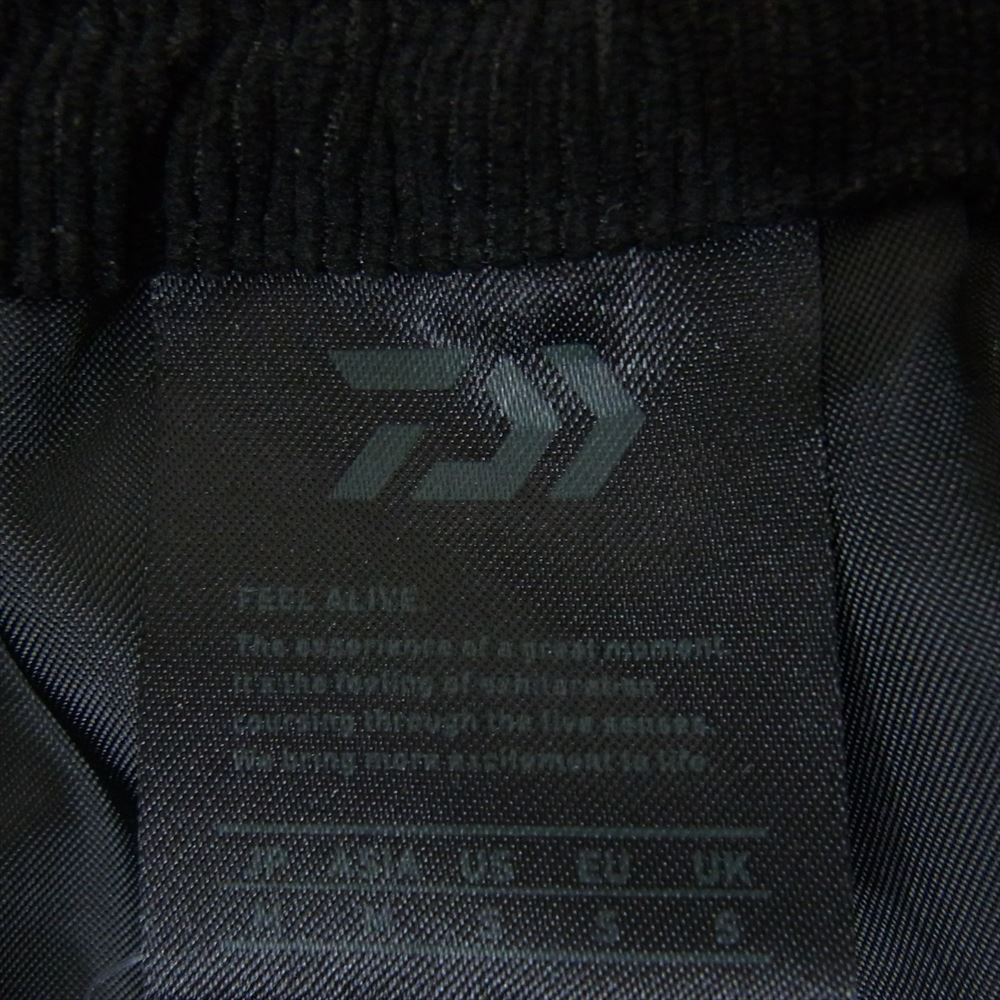 FEEL ALIVE.
The experience of a great moment.
It's the feeling of exhilaration
coursing through the five senses.
We bring more excitement to life.
JP ASIA US EU UK
M M S S S